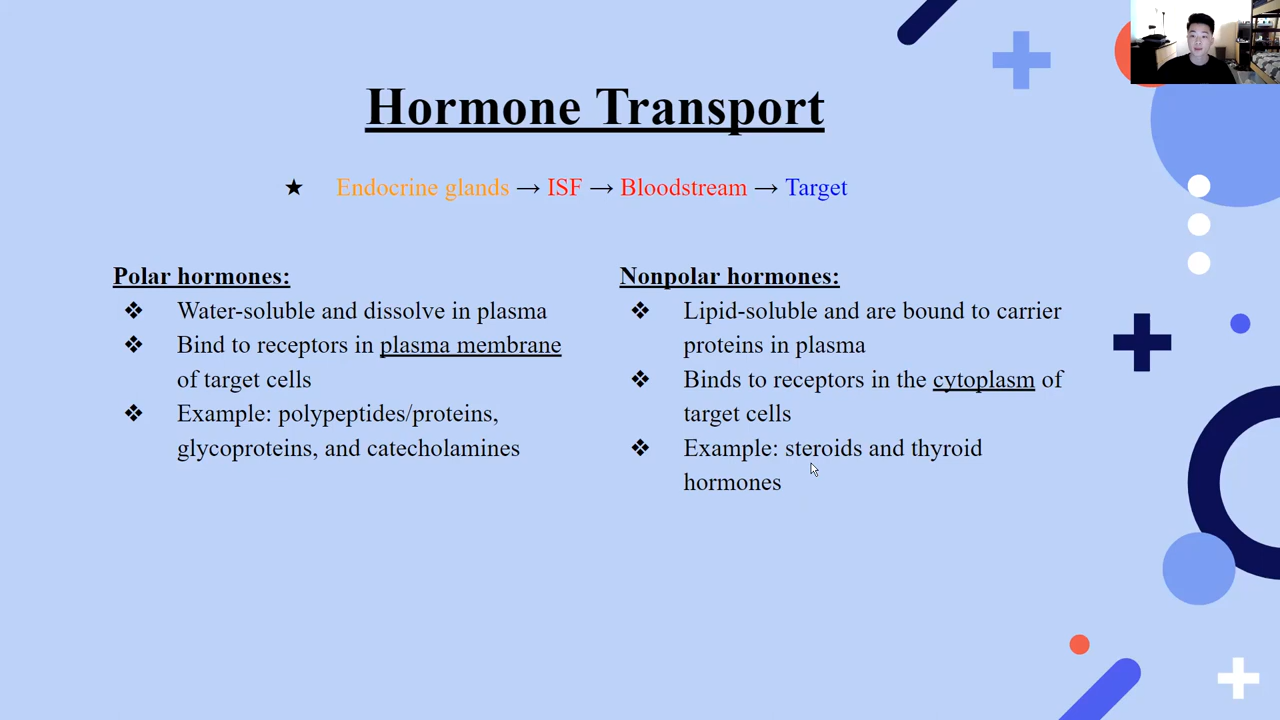 Hormone Transport
★ Endocrine glands → ISF → Bloodstream → Target
Polar hormones:
❖ Water-soluble and dissolve in plasma
❖ Bind to receptors in plasma membrane
of target cells
❖ Example: polypeptides/proteins,
glycoproteins, and catecholamines
Nonpolar hormones:
❖ Lipid-soluble and are bound to carrier
proteins in plasma
❖ Binds to receptors in the cytoplasm of
target cells
❖ Example: steroids and thyroid
hormones